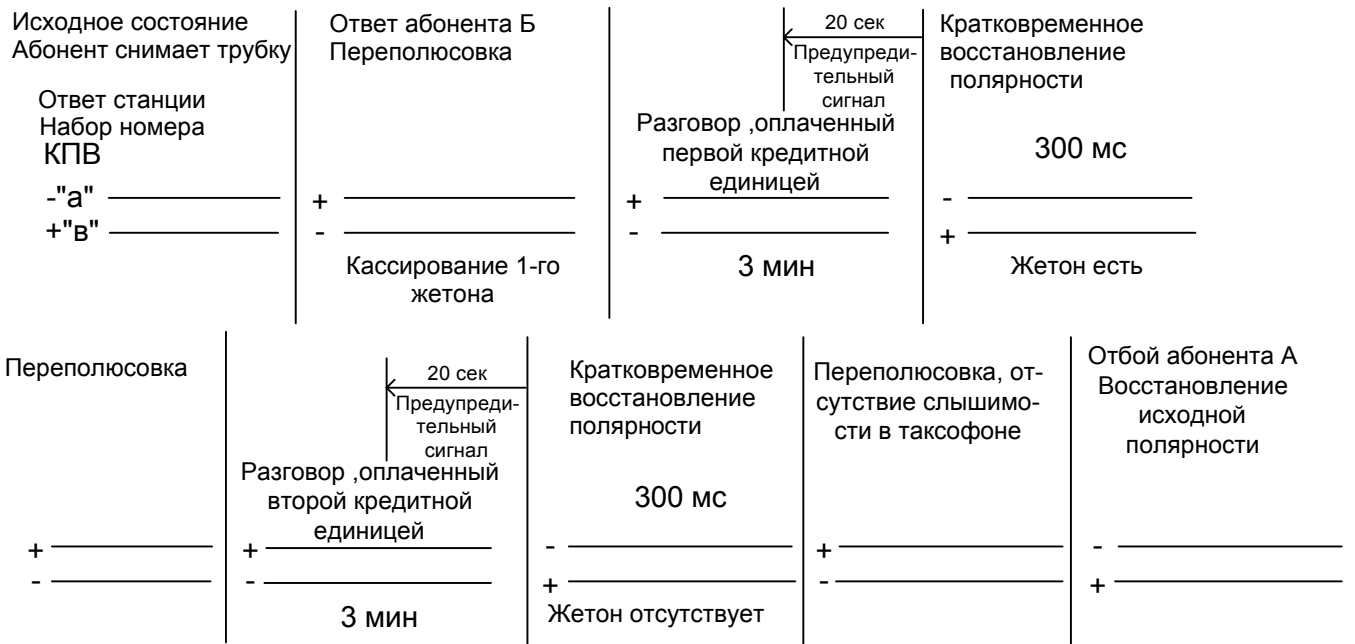 Исходное состояние
Абонент снимает трубку
Ответ станции
Набор номера
КПВ
-"а"
+"в"
Ответ абонента Б
Переполюсовка
+
-
Кассирование 1-го
жетона
20 сек
Предупреди-
тельный
сигнал
Разговор ,оплаченный
первой кредитной
единицей
+
-
3 мин
Кратковременное
восстановление
полярности
300 мс
-
+
Жетон есть
Переполюсовка
+
-
20 сек
Предупреди-
тельный
сигнал
Разговор ,оплаченный
второй кредитной
единицей
+
-
3 мин
Кратковременное
восстановление
полярности
300 мс
-
+
Жетон отсутствует
Переполюсовка, от-
сутствие слышимо-
сти в таксофоне
+
-
Отбой абонента А
Восстановление
исходной
полярности
-
+